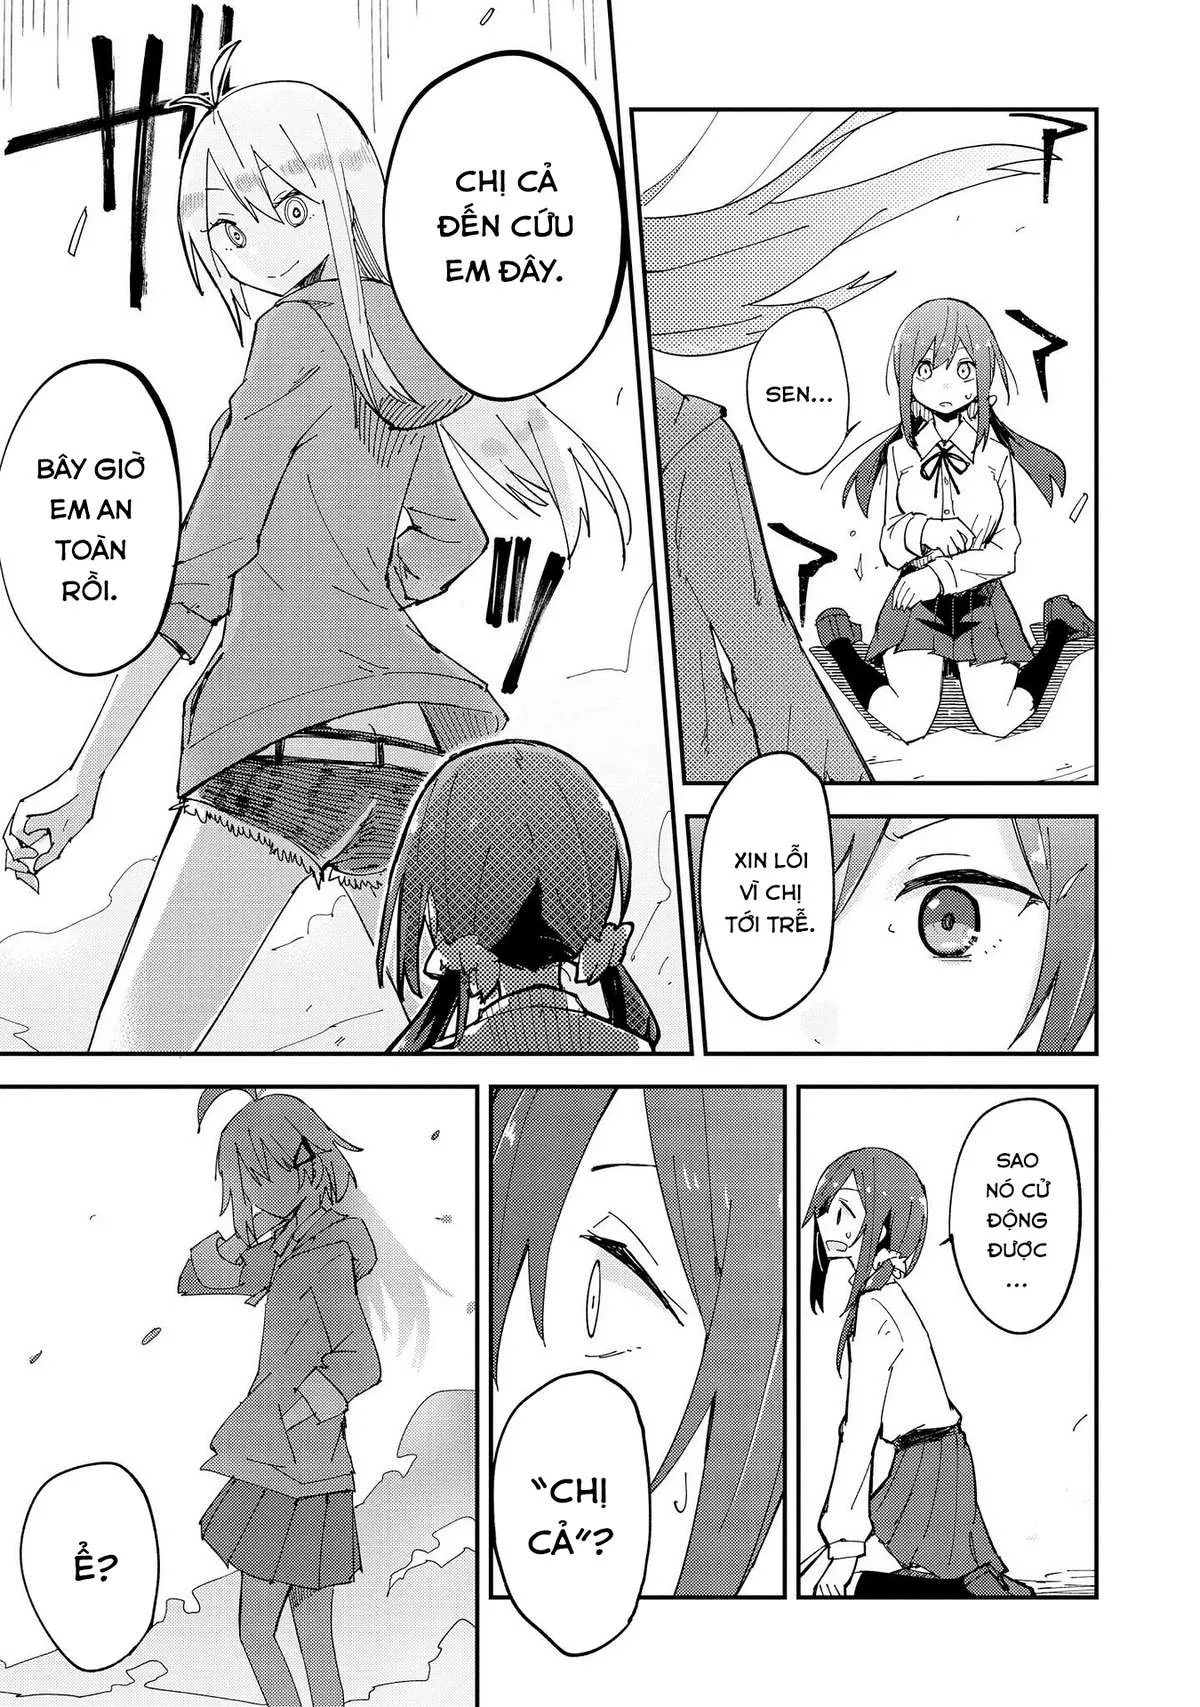 SEN...
XIN LỖI
VÌ CHỊ
TỚI TRỄ.
CHỊ CẢ
ĐẾN CỨU
EM ĐÂY.
BÂY GIỜ
EM AN
TOÀN
RỒI.
SAO
NÓ CỬ
ĐỘNG
ĐƯỢC
...
"CHỊ
CẢ"?
Ể?